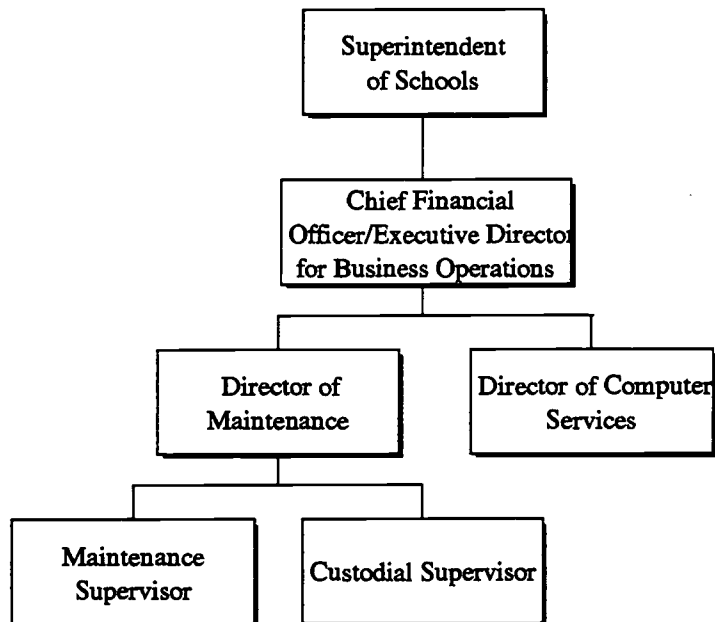 Superintendent
of Schools
Chief Financial
Officer/Executive Director
for Business Operations
Director of
Maintenance
Director of Computer
Services
Maintenance
Supervisor
Custodial Supervisor